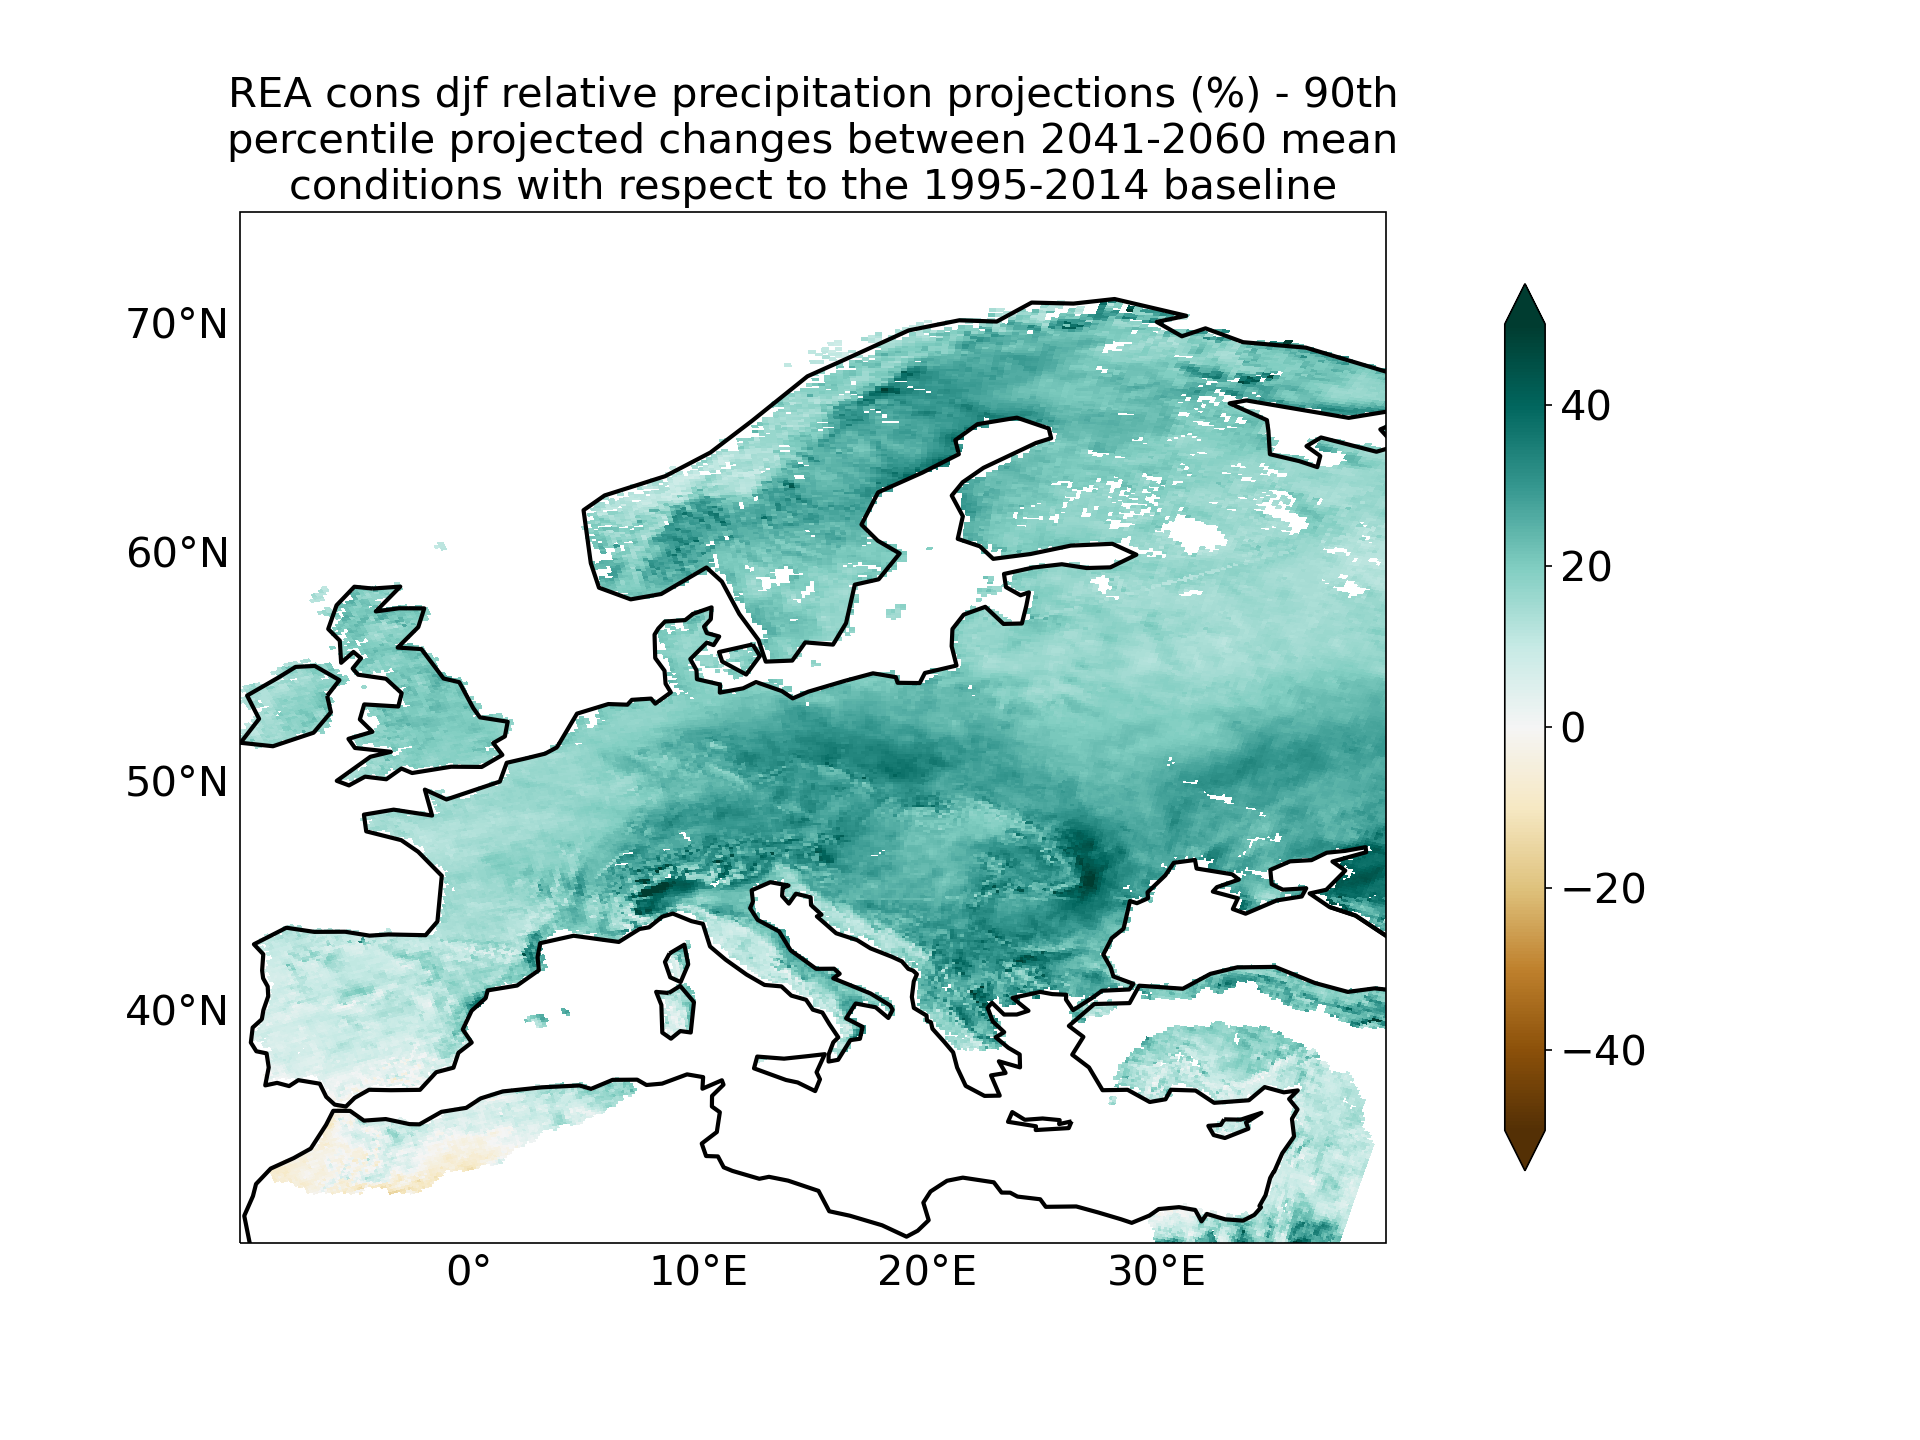 REA cons djf relative precipitation projections (%) - 90th
percentile projected changes between 2041-2060 mean
conditions with respect to the 1995-2014 baseline
70°N
60°N
50°N
40°N
0°
10°E
20°E
30°E
40
20
0
−20
−40